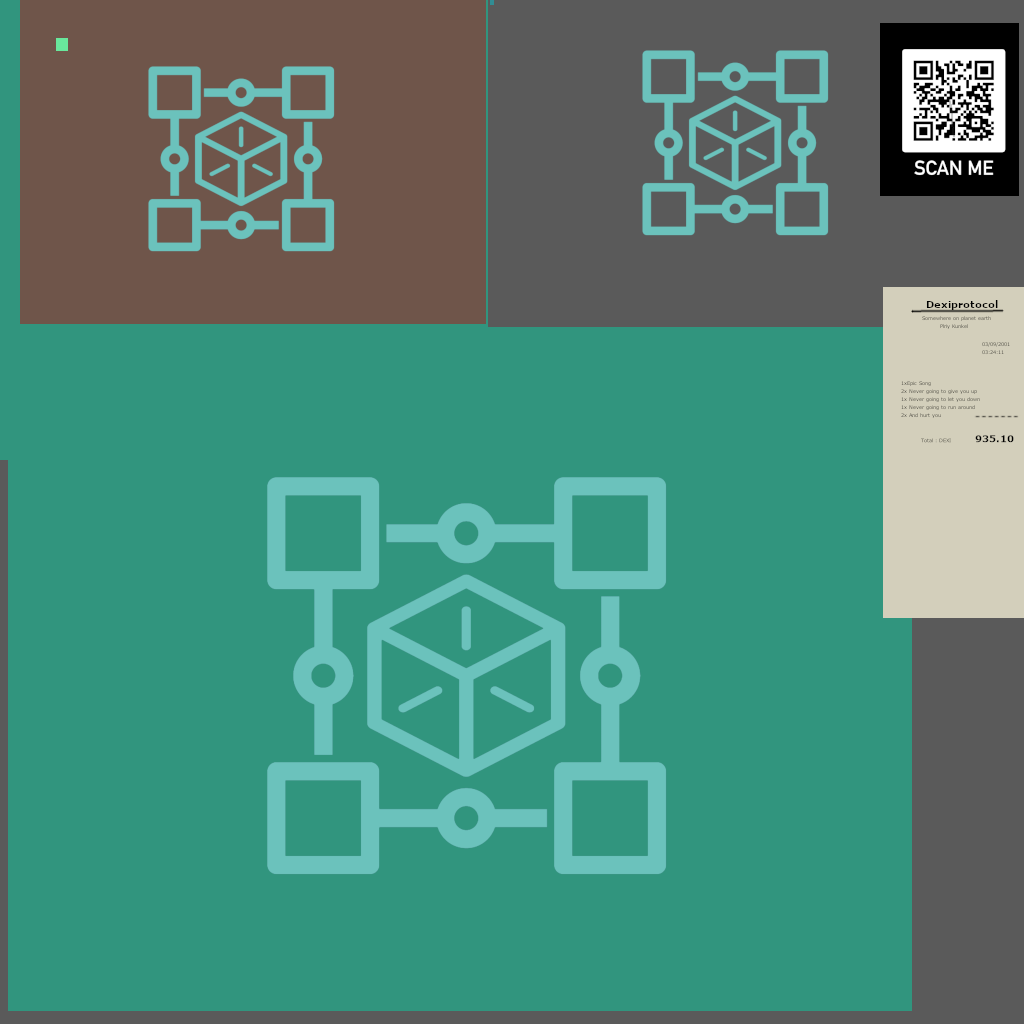 SCAN ME
Dexiprotocol
Somewhere on planet earth
Mily Kunkel
03/09/2001
03:24:11
1xEpic Song
2x Never going to give you up
1x Never going to let you down
1x Never going to run around
2x And hurt you
Total : DEXI 935.10